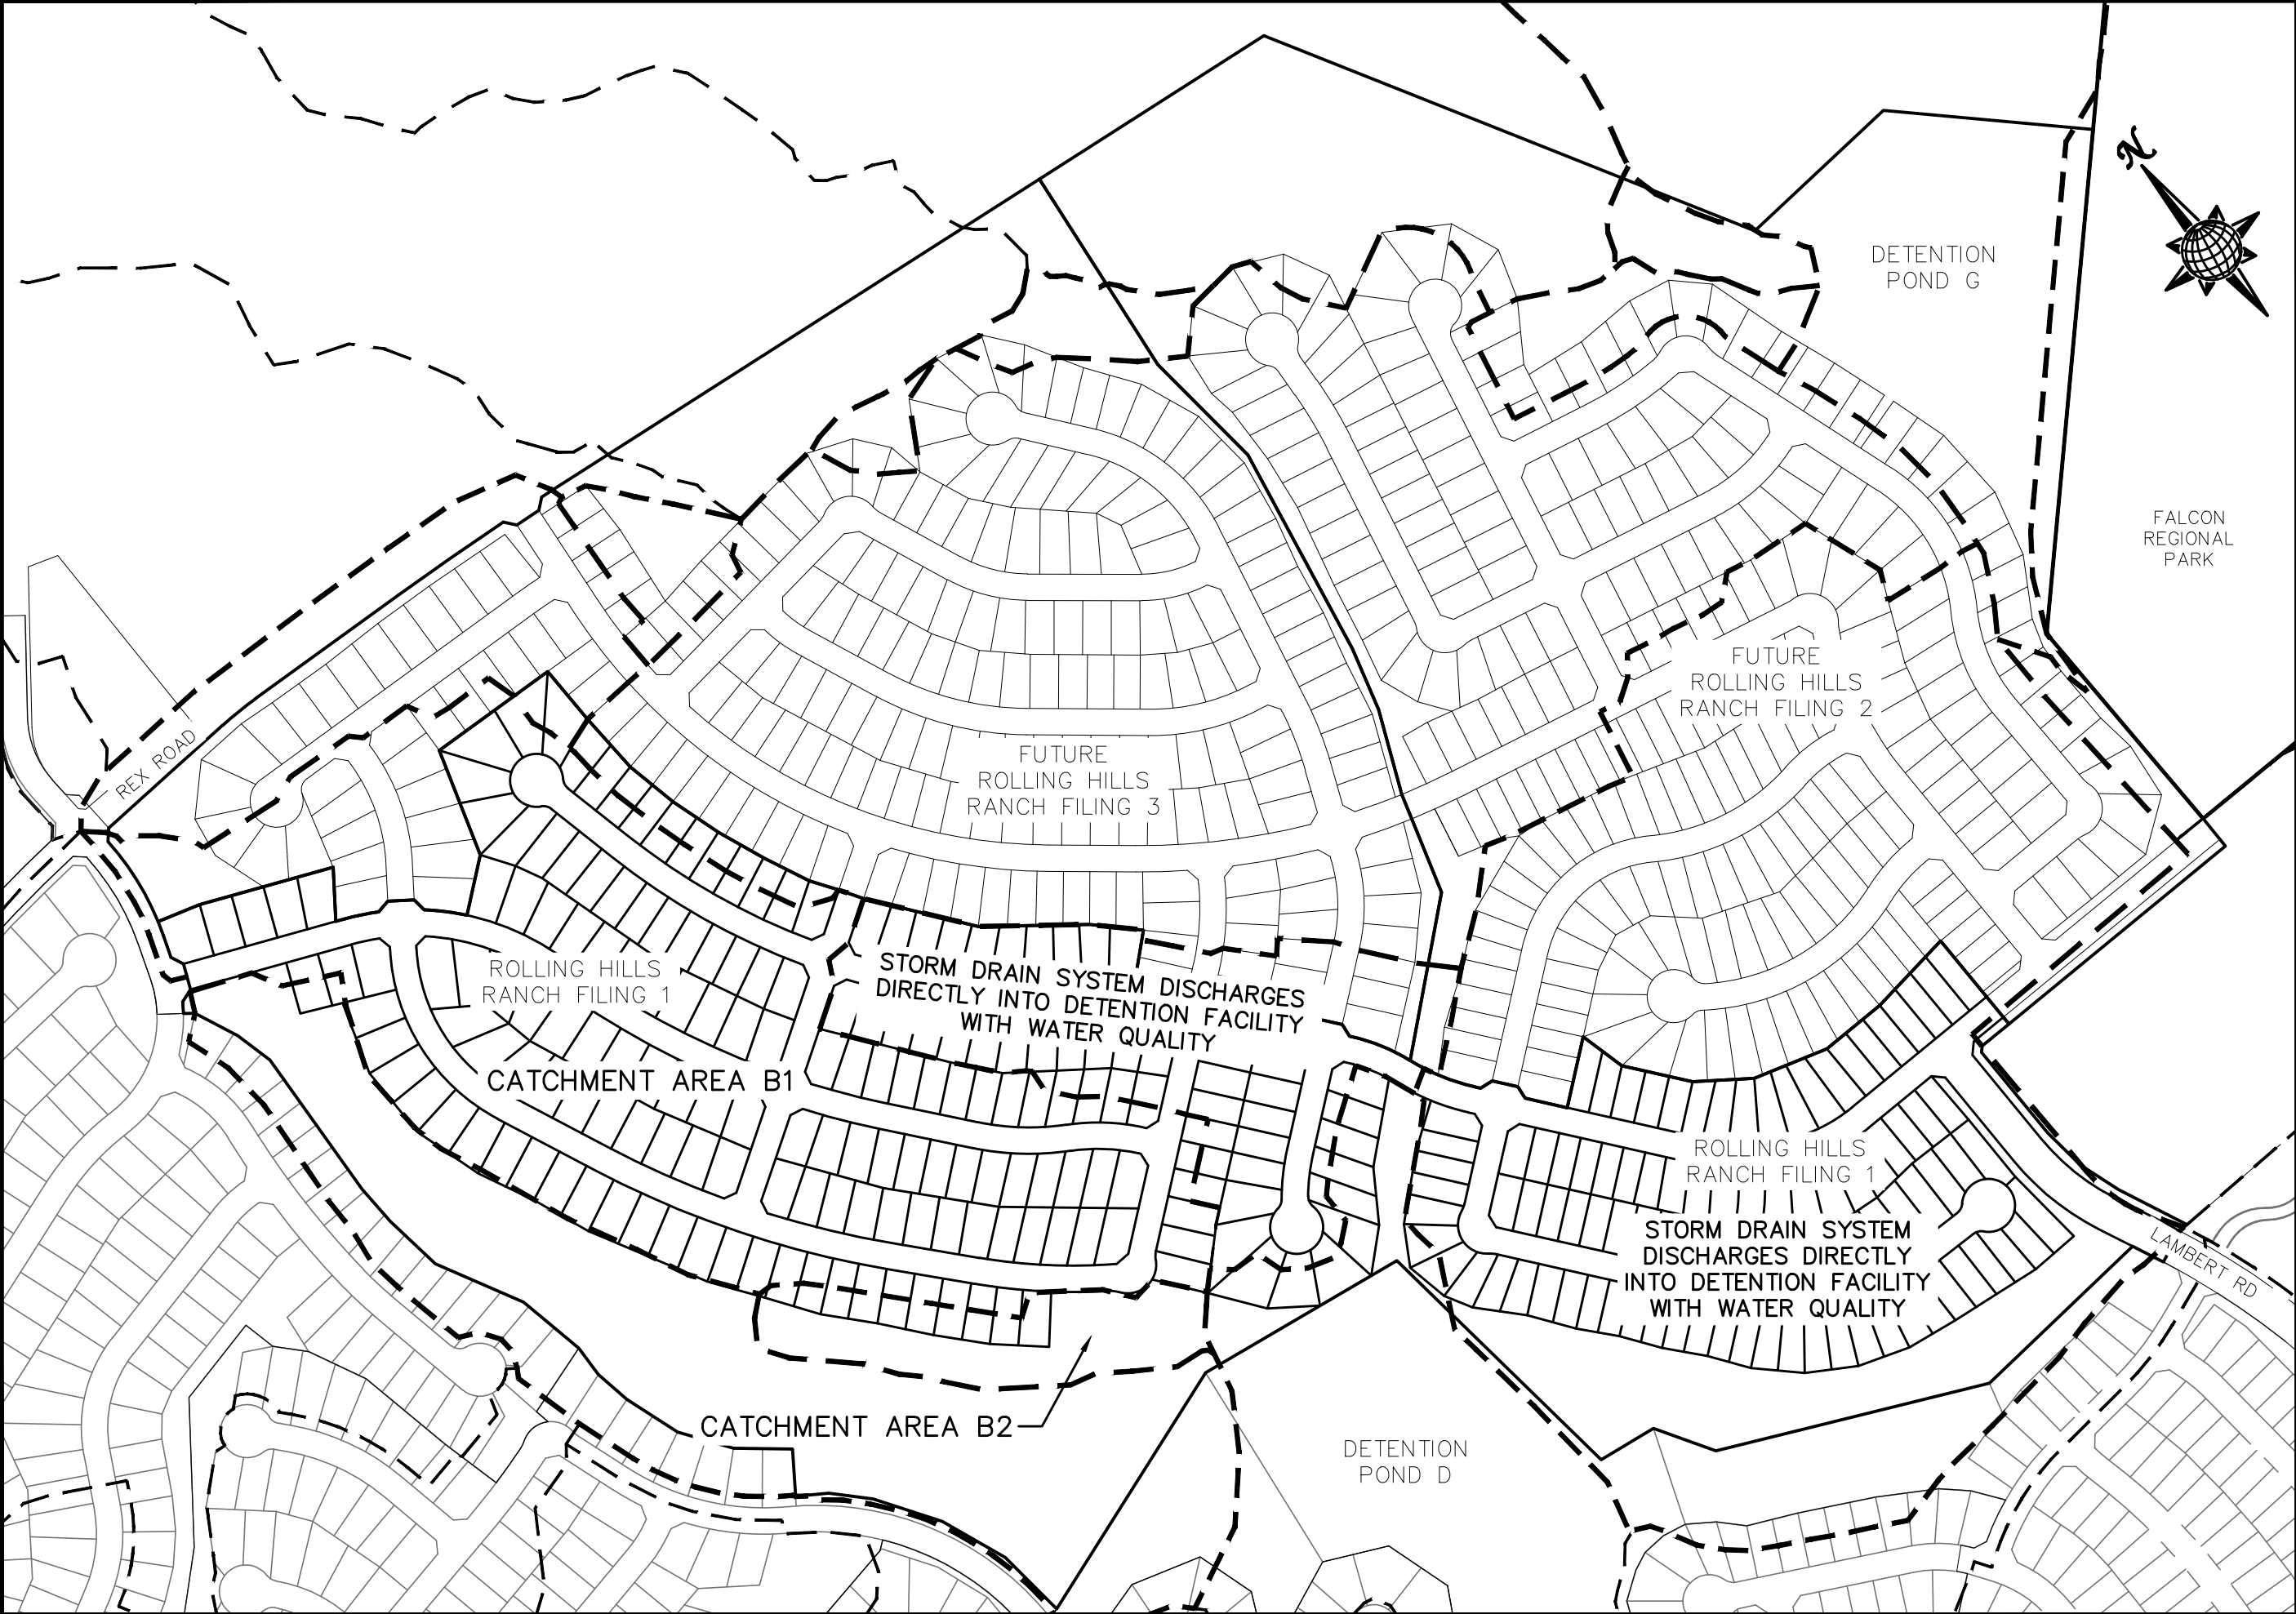 N
DETENTION
POND G
FALCON
REGIONAL
PARK
FUTURE
ROLLING HILLS
RANCH FILING 2
REX ROAD
FUTURE
ROLLING HILLS
RANCH FILING 3
ROLLING HILLS
RANCH FILING 1
STORM DRAIN SYSTEM DISCHARGES
DIRECTLY INTO DETENTION FACILITY
WITH WATER QUALITY
CATCHMENT AREA B1
ROLLING HILLS
RANCH FILING 1
STORM DRAIN SYSTEM
DISCHARGES DIRECTLY
INTO DETENTION FACILITY
WITH WATER QUALITY
LAMBERT RD
CATCHMENT AREA B2
DETENTION
POND D